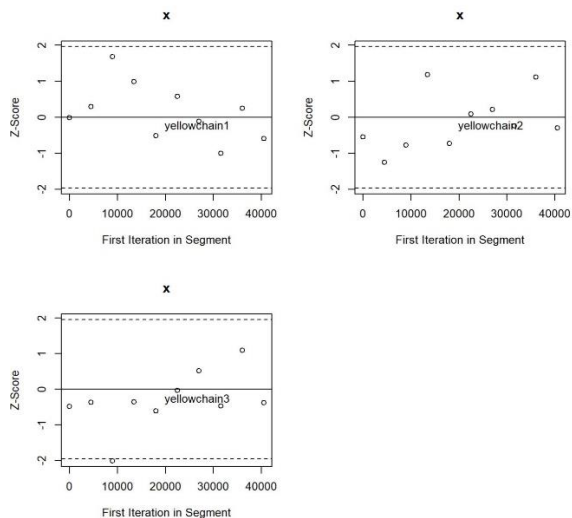 x
2
1
0
-1
-2
Z-Score
yellowchain1
0 10000 20000 30000 40000
First Iteration in Segment
x
2
1
0
-1
-2
Z-Score
yellowchain2
0 10000 20000 30000 40000
First Iteration in Segment
x
2
1
0
-1
-2
Z-Score
yellowchain3
0 10000 20000 30000 40000
First Iteration in Segment